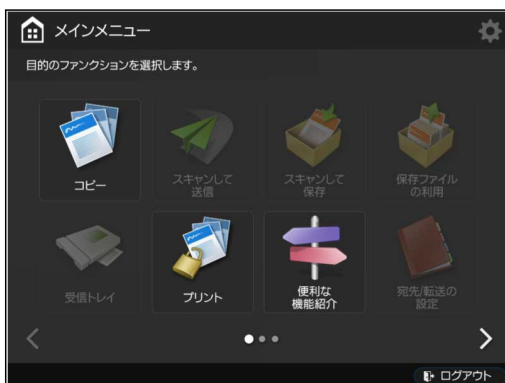 メインメニュー
目的のファンクションを選択します。
コピー
スキャンして
送信
スキャンして
保存
保存ファイル
の利用
受信トレイ
プリント
便利な
機能紹介
宛先/転送の
設定
ログアウト